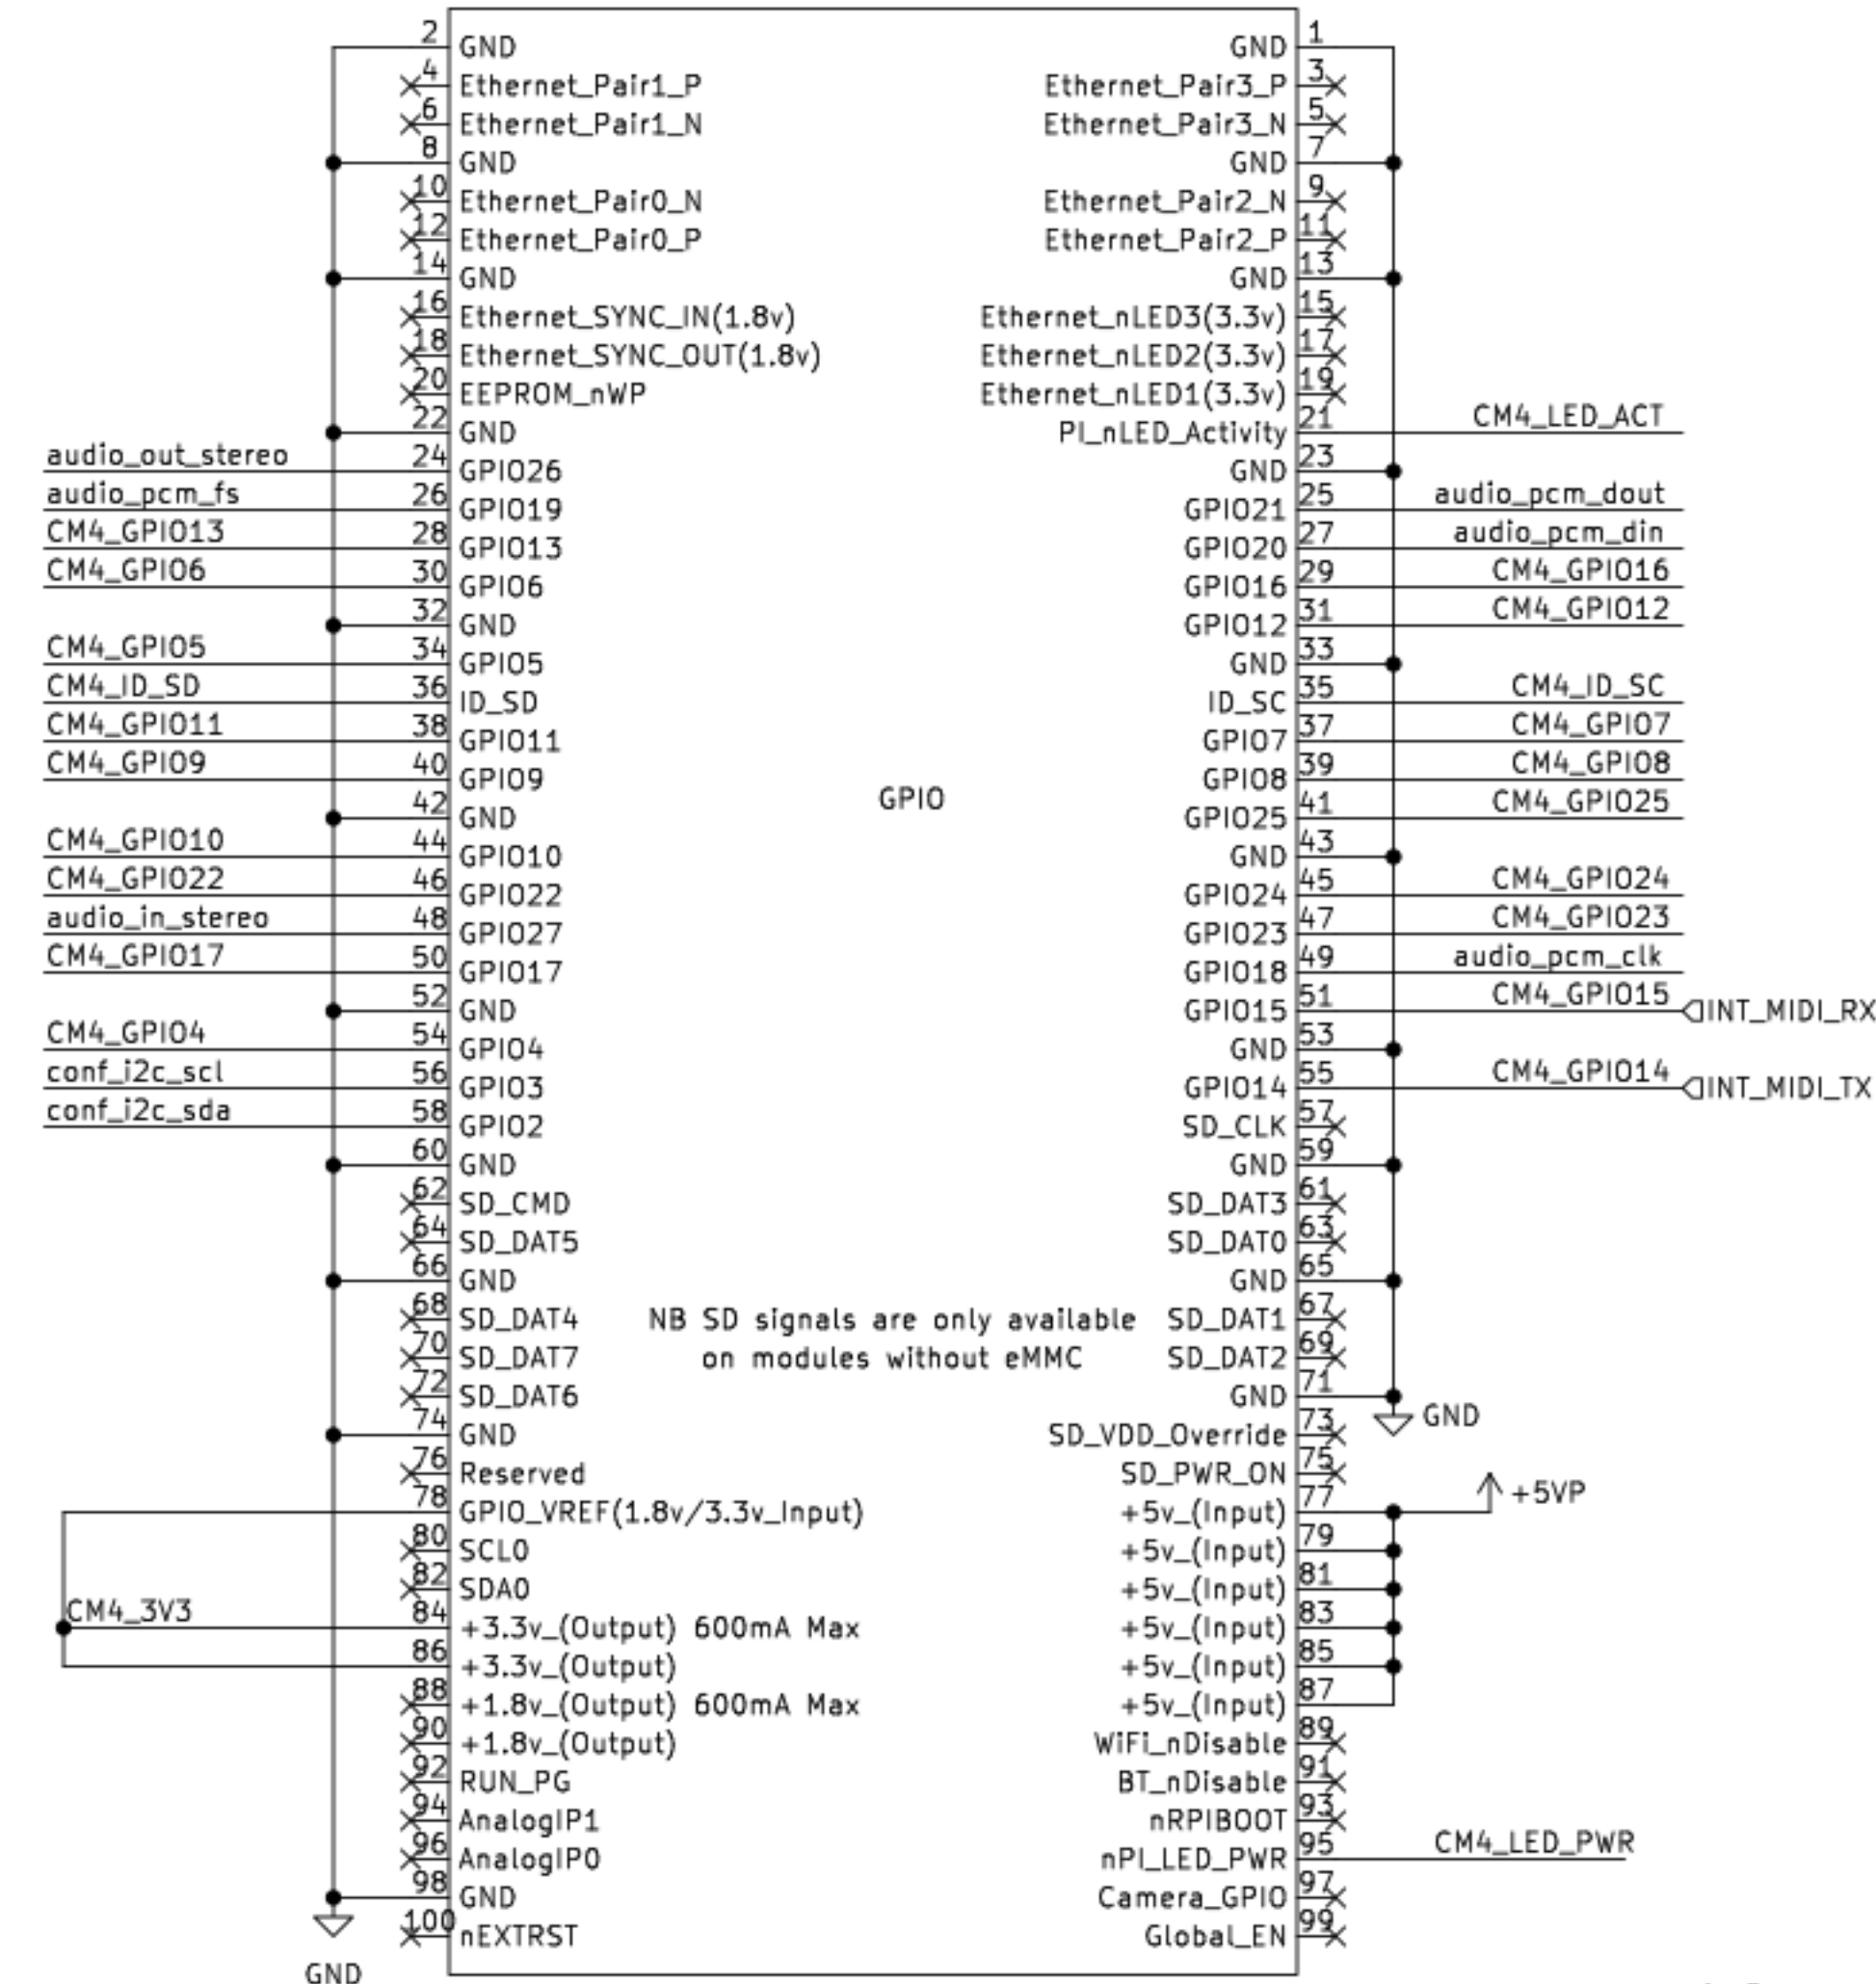 2 GND GND 1
4 Ethernet_Pair1_P Ethernet_Pair3_P 3
6 Ethernet_Pair1_N Ethernet_Pair3_N 5
8 GND GND 7
10 Ethernet_Pair0_N Ethernet_Pair2_N 9
12 Ethernet_Pair0_P Ethernet_Pair2_P 11
14 GND GND 13
16 Ethernet_SYNC_IN(1.8v) Ethernet_nLED3(3.3v) 15
18 Ethernet_SYNC_OUT(1.8v) Ethernet_nLED2(3.3v) 17
20 EEPROM_nWP Ethernet_nLED1(3.3v) 19
22 GND PI_nLED_Activity 21 CM4_LED_ACT
audio_out_stereo 24 GPIO26 GND 23
audio_pcm_fs 26 GPIO19 GPIO21 25 audio_pcm_dout
CM4_GPIO13 28 GPIO13 GPIO20 27 audio_pcm_din
CM4_GPIO6 30 GPIO6 GPIO16 29 CM4_GPIO16
32 GND GPIO12 31 CM4_GPIO12
CM4_GPIO5 34 GPIO5 GND 33
CM4_ID_SD 36 ID_SD ID_SC 35 CM4_ID_SC
CM4_GPIO11 38 GPIO11 GPIO7 37 CM4_GPIO7
CM4_GPIO9 40 GPIO9 GPIO8 39 CM4_GPIO8
GPIO
42 GND GPIO25 41 CM4_GPIO25
CM4_GPIO10 44 GPIO10 GND 43
CM4_GPIO22 46 GPIO22 GPIO24 45 CM4_GPIO24
audio_in_stereo 48 GPIO27 GPIO23 47 CM4_GPIO23
CM4_GPIO17 50 GPIO17 GPIO18 49 audio_pcm_clk
52 GND GPIO15 51 CM4_GPIO15 INT_MIDI_RX
CM4_GPIO4 54 GPIO4 GND 53
conf_i2c_scl 56 GPIO3 GPIO14 55 CM4_GPIO14 INT_MIDI_TX
conf_i2c_sda 58 GPIO2 SD_CLK 57
60 GND GND 59
62 SD_CMD SD_DAT3 61
64 SD_DAT5 SD_DAT0 63
66 GND GND 65
68 SD_DAT4 NB SD signals are only available SD_DAT1 67
70 SD_DAT7 on modules without eMMC SD_DAT2 69
72 SD_DAT6 GND 71
GND
74 GND SD_VDD_Override 73
76 Reserved SD_PWR_ON 75
+5VP
78 GPIO_VREF(1.8v/3.3v_Input) +5v_(Input) 77
80 SCL0 +5v_(Input) 79
82 SDA0 +5v_(Input) 81
CM4_3V3 84 +3.3v_(Output) 600mA Max +5v_(Input) 83
86 +3.3v_(Output) +5v_(Input) 85
88 +1.8v_(Output) 600mA Max +5v_(Input) 87
90 +1.8v_(Output) WiFi_nDisable 89
92 RUN_PG BT_nDisable 91
94 AnalogIP1 nRPIBOOT 93
96 AnalogIP0 nPI_LED_PWR 95 CM4_LED_PWR
98 GND Camera_GPIO 97
100 nEXTRST Global_EN 99
GND